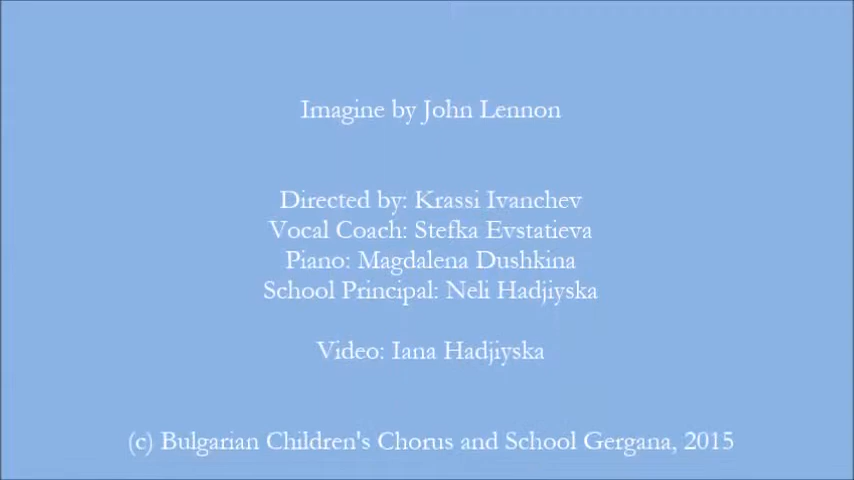 Imagine by John Lennon
Directed by: Krassi Ivanchev
Vocal Coach: Stefka Evstatieva
Piano: Magdalena Dushkina
School Principal: Neli Hadjiyska
Video: Iana Hadjiyska
(c) Bulgarian Children's Chorus and School Gergana, 2015